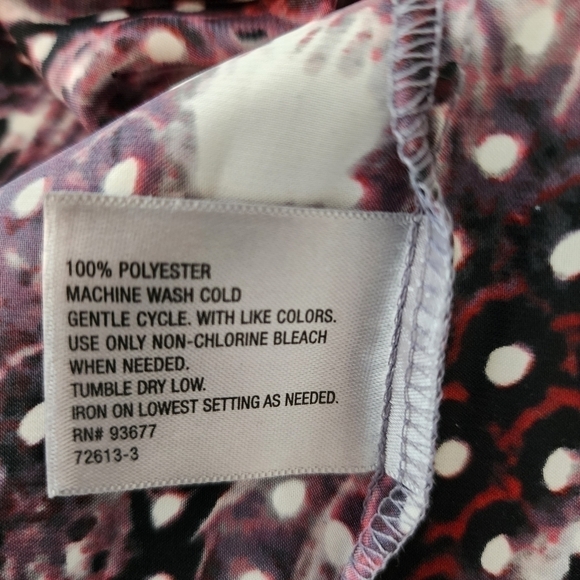 100% POLYESTER
MACHINE WASH COLD
GENTLE CYCLE. WITH LIKE COLORS.
USE ONLY NON-CHLORINE BLEACH
WHEN NEEDED.
TUMBLE DRY LOW.
IRON ON LOWEST SETTING AS NEEDED.
RN# 93677
72613-3